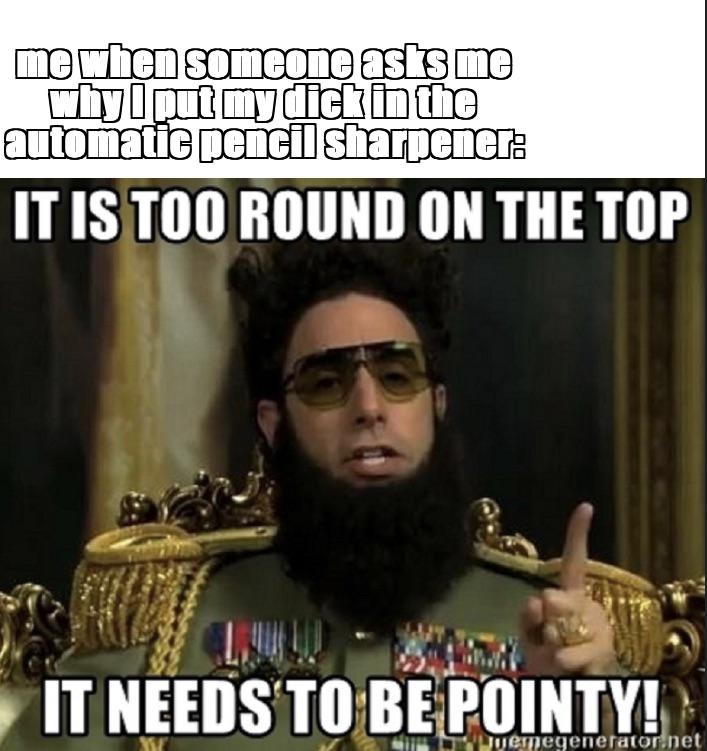 me when someone asks me
why I put my dick in the
automatic pencil sharpener:
IT IS TOO ROUND ON THE TOP
IT NEEDS TO BE POINTY!
memegenerator.net